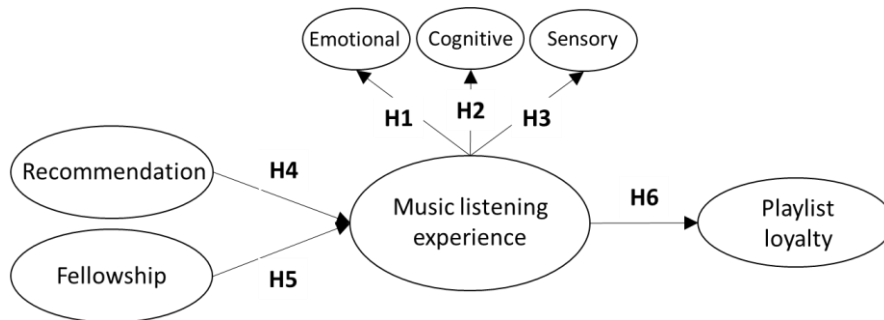 Emotional
Cognitive
Sensory
H1
H2
H3
Recommendation
H4
Music listening
experience
H6
Playlist
loyalty
Fellowship
H5